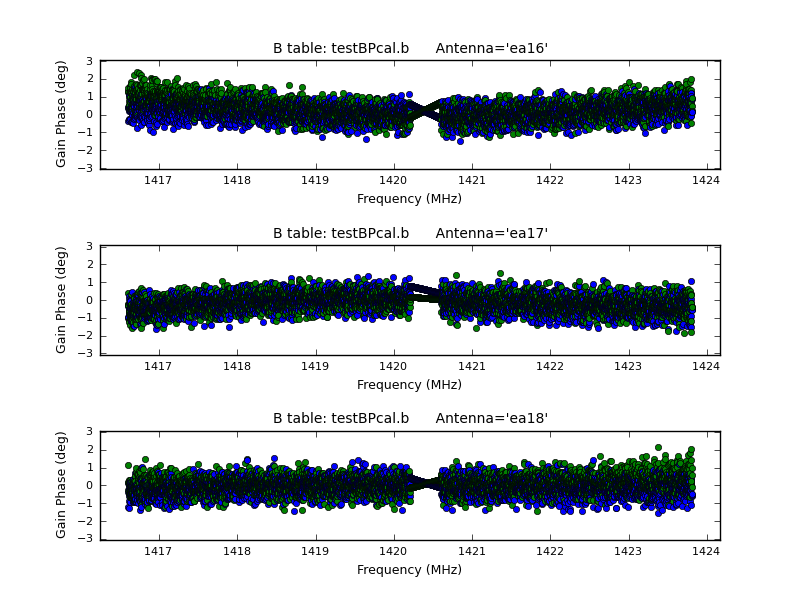 B table: testBPcal.b Antenna='ea16'
Gain Phase (deg)
3
2
1
0
−1
−2
−3
1417 1418 1419 1420 1421 1422 1423 1424
Frequency (MHz)
B table: testBPcal.b Antenna='ea17'
Gain Phase (deg)
3
2
1
0
−1
−2
−3
1417 1418 1419 1420 1421 1422 1423 1424
Frequency (MHz)
B table: testBPcal.b Antenna='ea18'
Gain Phase (deg)
3
2
1
0
−1
−2
−3
1417 1418 1419 1420 1421 1422 1423 1424
Frequency (MHz)